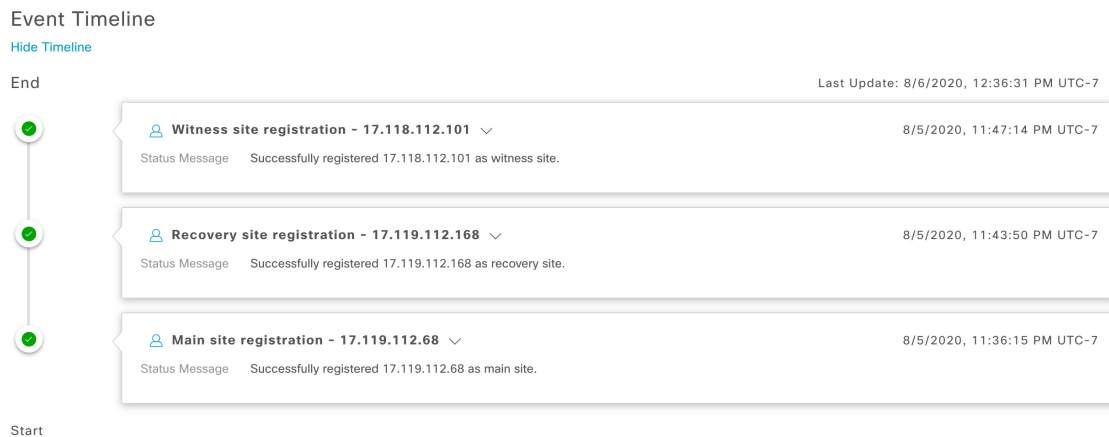 Event Timeline
Hide Timeline
End
Last Update: 8/6/2020, 12:36:31 PM UTC-7
Witness site registration - 17.118.112.101
8/5/2020, 11:47:14 PM UTC-7
Status Message Successfully registered 17.118.112.101 as witness site.
Recovery site registration - 17.119.112.168
8/5/2020, 11:43:50 PM UTC-7
Status Message Successfully registered 17.119.112.168 as recovery site.
Main site registration - 17.119.112.68
8/5/2020, 11:36:15 PM UTC-7
Status Message Successfully registered 17.119.112.68 as main site.
Start